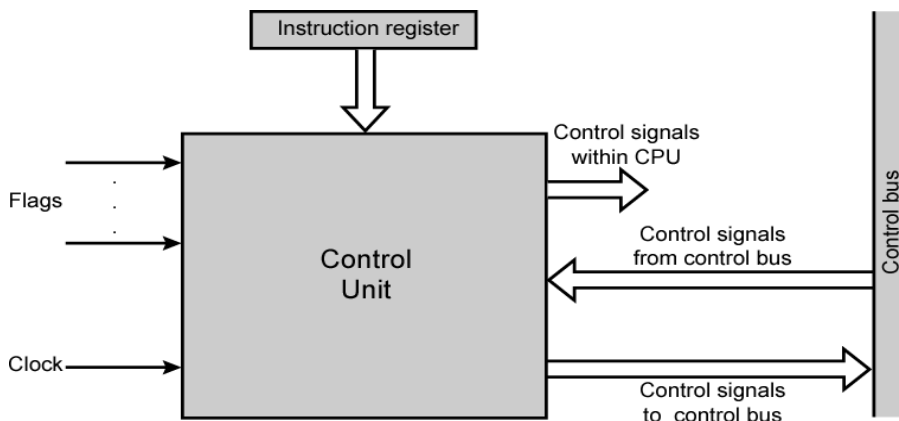 Instruction register
Control signals
within CPU
Flags
.
.
.
Control signals
from control bus
Control
Unit
Clock
Control signals
to control bus
Control bus